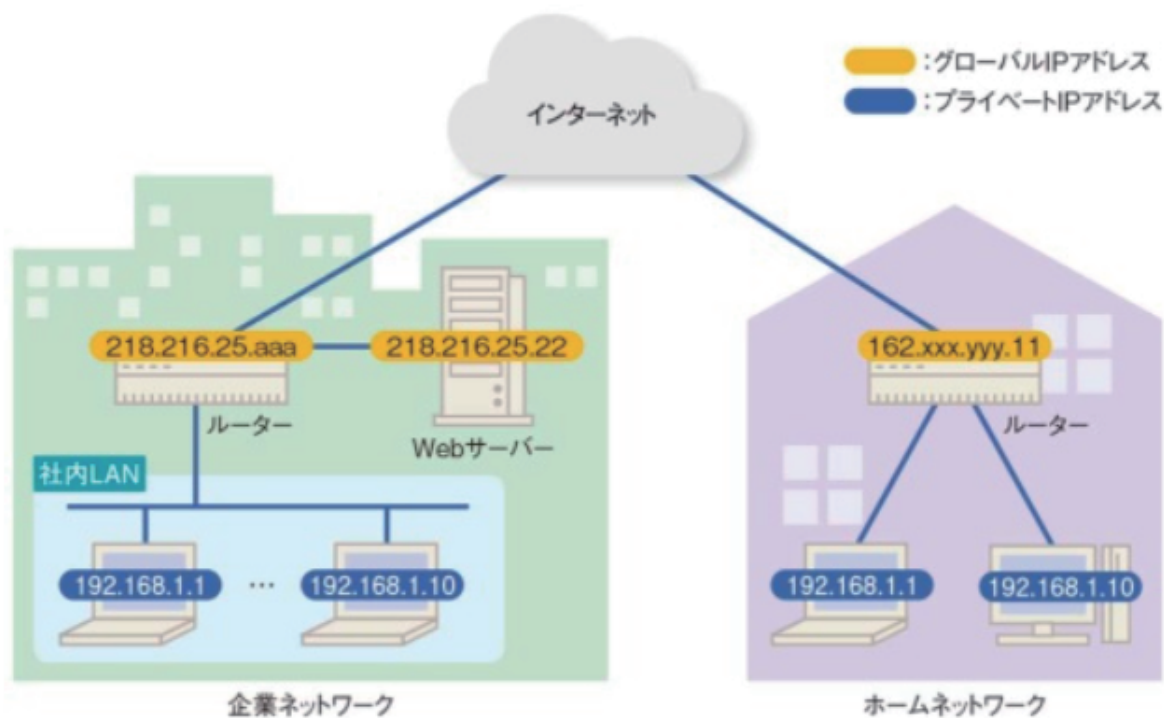 インターネット
：グローバルIPアドレス
：プライベートIPアドレス
218.216.25.aaa
218.216.25.22
ルーター
Webサーバー
社内LAN
192.168.1.1
…
192.168.1.10
企業ネットワーク
162.xxx.yyy.11
ルーター
192.168.1.1
192.168.1.10
ホームネットワーク